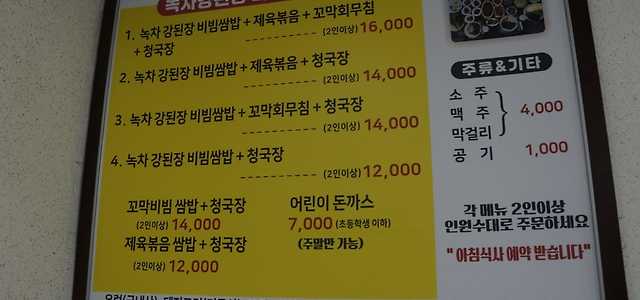 1. 녹차 강된장 비빔쌈밥 + 제육볶음 + 꼬막회무침
+ 청국장 (2인이상) 16,000
2. 녹차 강된장 비빔쌈밥 + 제육볶음 + 청국장
(2인이상) 14,000
3. 녹차 강된장 비빔쌈밥 + 꼬막회무침 + 청국장
(2인이상) 14,000
4. 녹차 강된장 비빔쌈밥 + 청국장
(2인이상) 12,000
꼬막비빔 쌈밥 + 청국장
(2인이상) 14,000
제육볶음 쌈밥 + 청국장
(2인이상) 12,000
어린이 돈까스
7,000 (초등학생 이하)
(주말만 가능)
주류&기타
소 주
맥 주 4,000
막걸리
공 기 1,000
각 메뉴 2인이상
인원수대로 주문하세요
"아침식사 예약 받습니다"